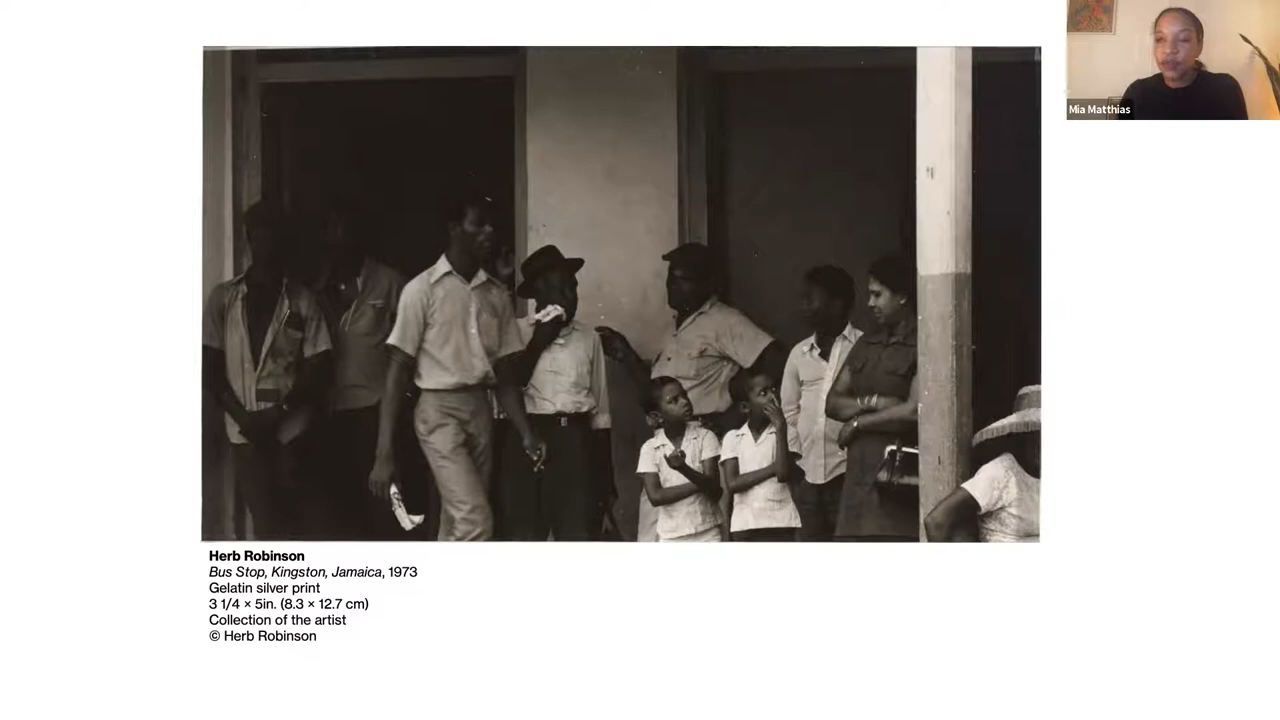 Mia Matthias
Herb Robinson
Bus Stop, Kingston, Jamaica, 1973
Gelatin silver print
3 1/4 × 5in. (8.3 × 12.7 cm)
Collection of the artist
© Herb Robinson